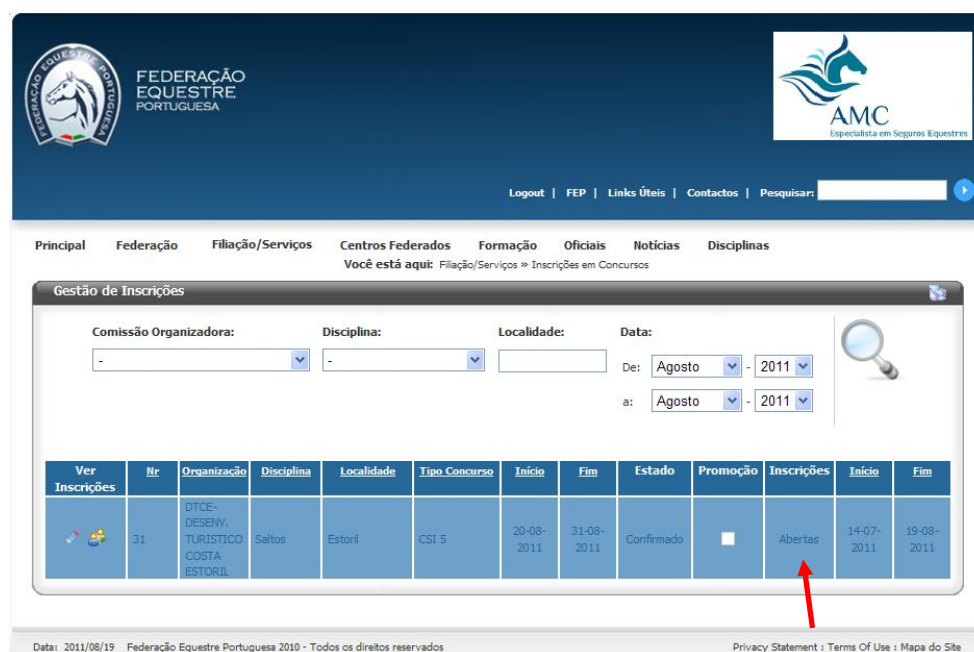 FEDERAÇÃO EQUESTRE PORTUGUESA
FEDERAÇÃO
EQUESTRE
PORTUGUESA
AMC
Especialista em Seguros Equestres
Logout | FEP | Links Úteis | Contactos | Pesquisar:
Principal Federação Filiação/Serviços Centros Federados Formação Oficiais Notícias Disciplinas
Você está aqui: Filiação/Serviços » Inscrições em Concursos
Gestão de Inscrições
Comissão Organizadora: Disciplina: Localidade: Data:
- -
De: Agosto - 2011
a: Agosto - 2011
Ver Inscrições Nr Organização Disciplina Localidade Tipo Concurso Início Fim Estado Promoção Inscrições Início Fim
31 DTCE-DESENV. TURISTICO COSTA ESTORIL Saltos Estoril CSI 5 20-08-2011 31-08-2011 Confirmado Abertas 14-07-2011 19-08-2011
Data: 2011/08/19 Federação Equestre Portuguesa 2010 - Todos os direitos reservados Privacy Statement : Terms Of Use : Mapa do Site